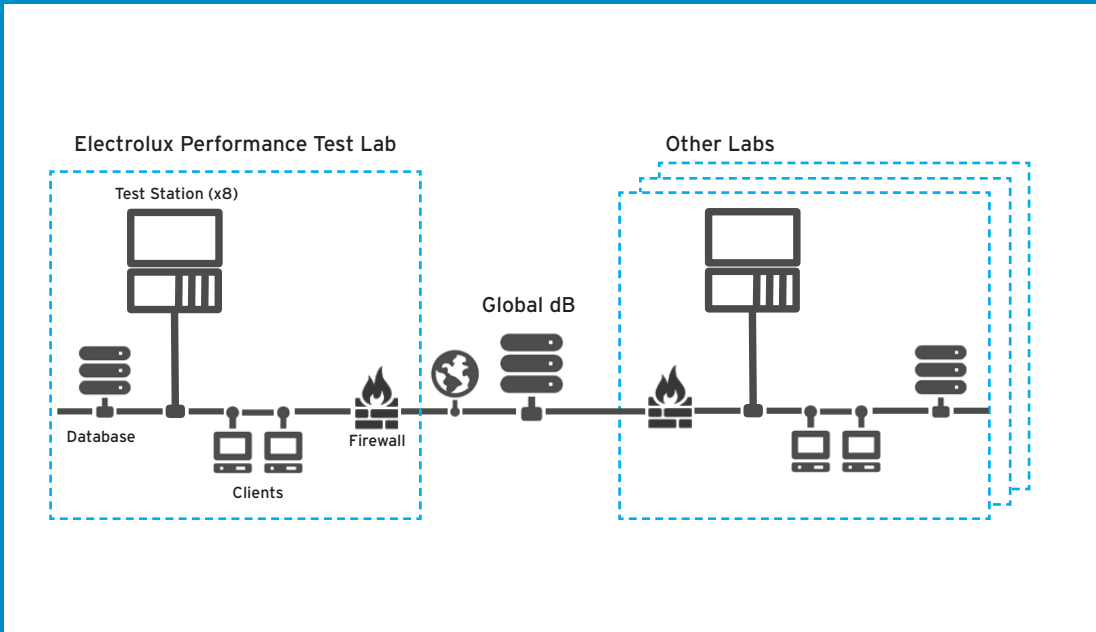 Electrolux Performance Test Lab
Other Labs
Test Station (x8)
Global dB
Database
Firewall
Clients